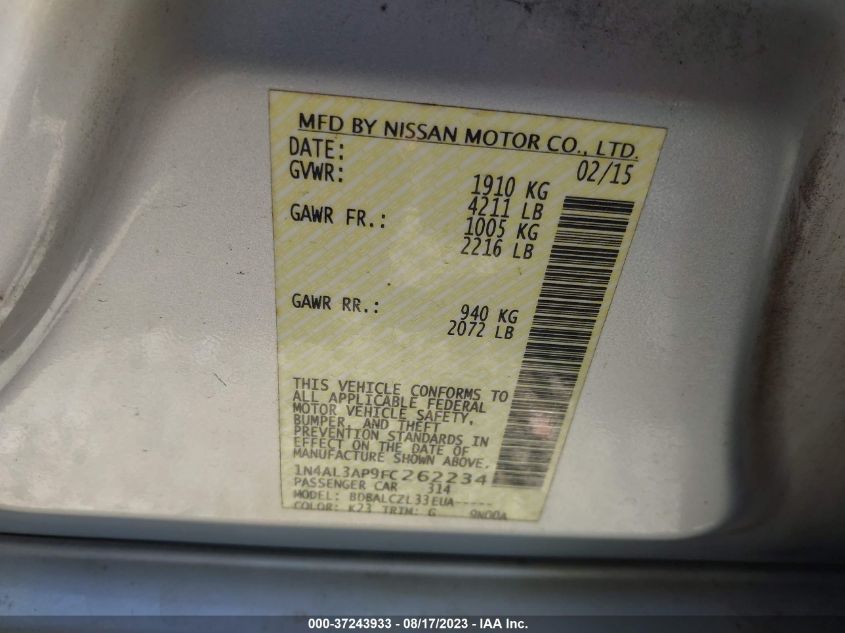 MFD BY NISSAN MOTOR CO., LTD.
DATE: 02/15
GVWR: 1910 KG
4211 LB
GAWR FR.: 1005 KG
2216 LB
GAWR RR.: 940 KG
2072 LB
THIS VEHICLE CONFORMS TO
ALL APPLICABLE FEDERAL
MOTOR VEHICLE SAFETY,
BUMPER, AND THEFT
PREVENTION STANDARDS IN
EFFECT ON THE DATE OF
MANUFACTURE SHOWN ABOVE.
1N4AL3AP9FC262234
PASSENGER CAR 314
MODEL: BDBALCZL33EUA-----
COLOR: K23 TRIM: G 9N00A
000-37243933 - 08/17/2023 - IAA Inc.